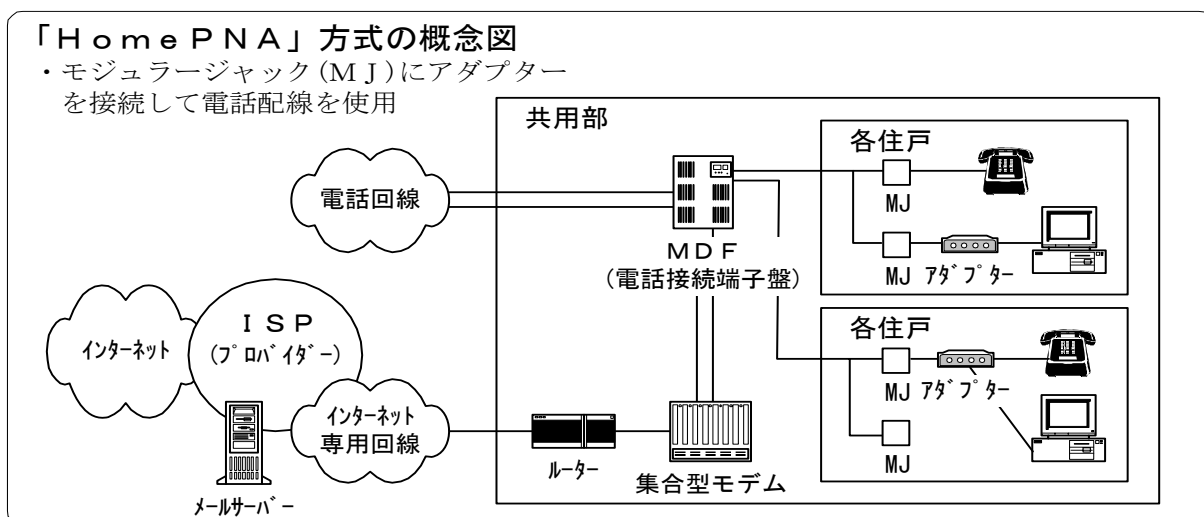 「ＨｏｍｅＰＮＡ」方式の概念図
・モジュラージャック(ＭＪ)にアダプター
を接続して電話配線を使用
共用部
各住戸
電話回線
MJ
ＭＤＦ
(電話接続端子盤)
MJ
ｱﾀﾞﾌﾟﾀｰ
ＩＳＰ
(ﾌﾟﾛﾊﾞｲﾀﾞｰ)
ｲﾝﾀｰﾈｯﾄ
各住戸
MJ
ｱﾀﾞﾌﾟﾀｰ
ｲﾝﾀｰﾈｯﾄ
専用回線
MJ
ﾙｰﾀｰ
集合型モデム
ﾒｰﾙｻｰﾊﾞｰ